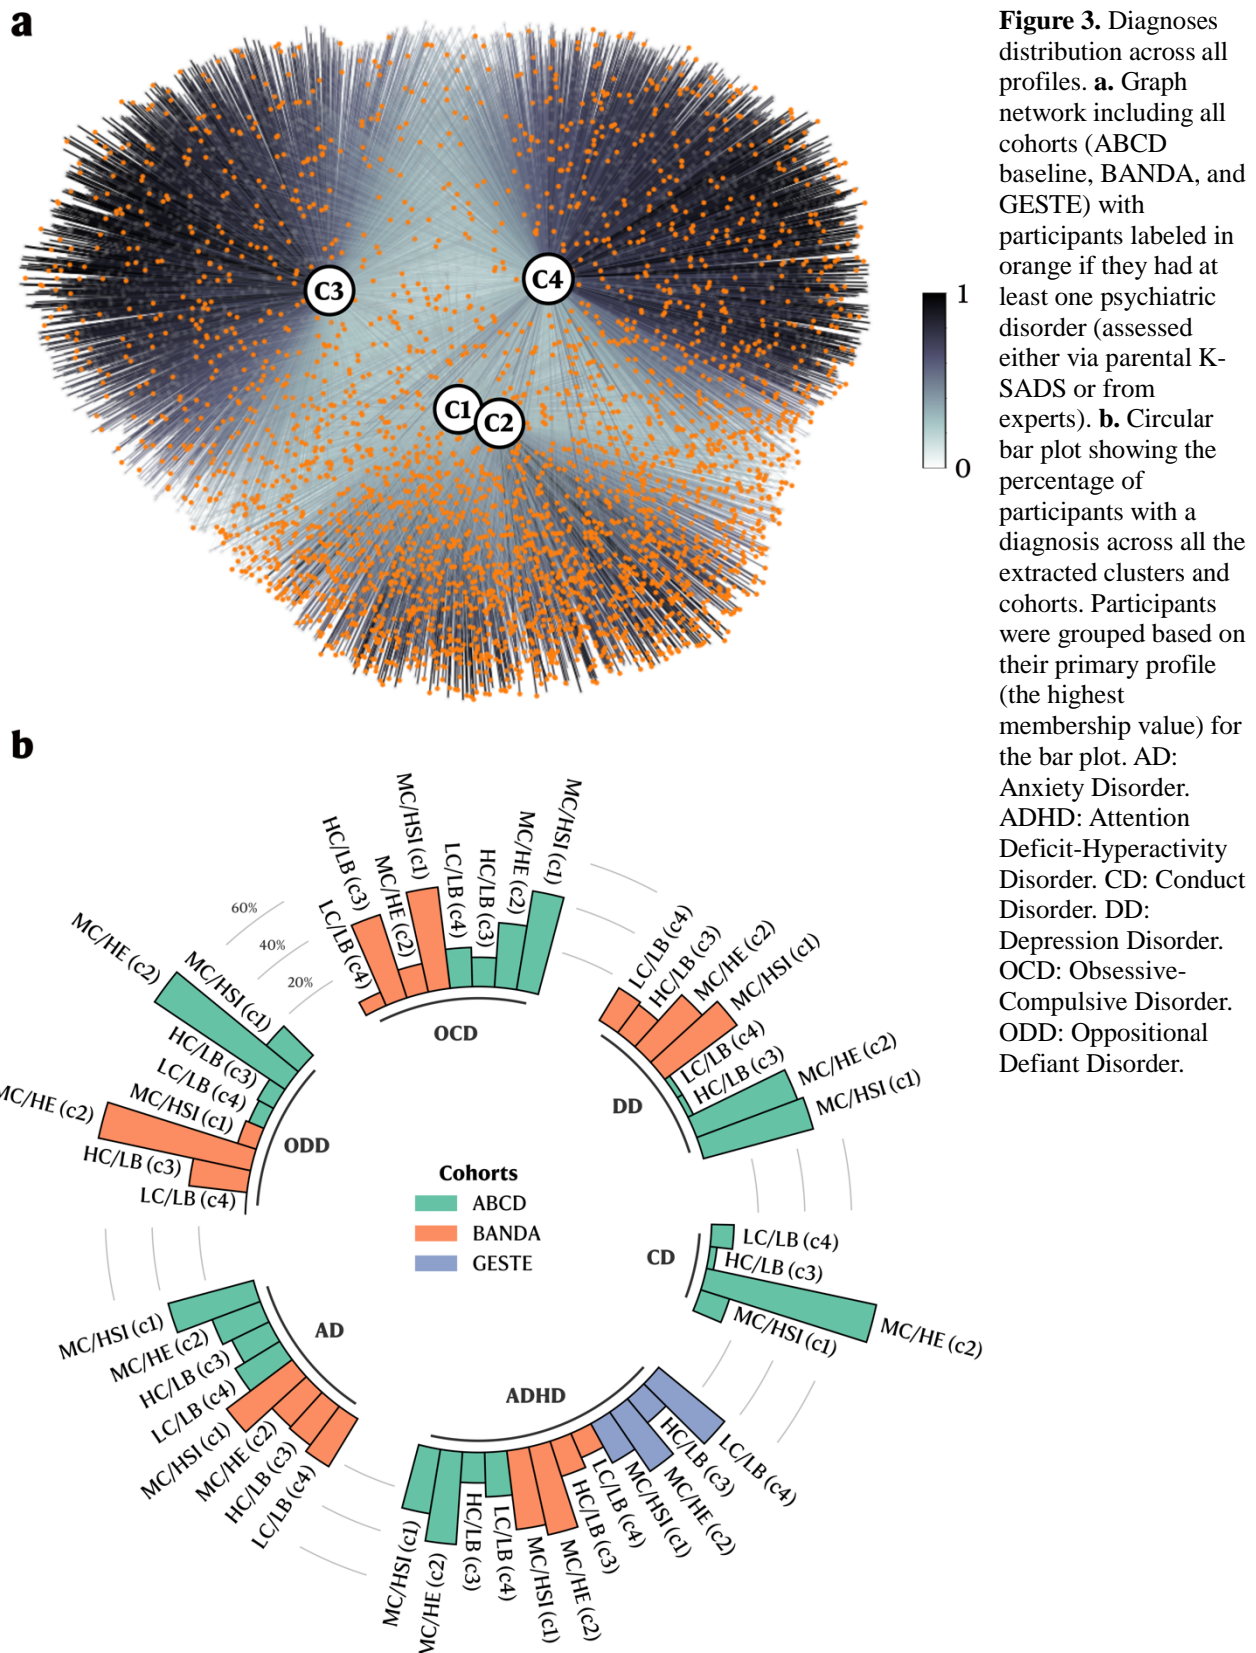 a
C3
C4
C1
C2
1
0
Figure 3. Diagnoses
distribution across all
profiles. a. Graph
network including all
cohorts (ABCD
baseline, BANDA, and
GESTE) with
participants labeled in
orange if they had at
least one psychiatric
disorder (assessed
either via parental K-
SADS or from
experts). b. Circular
bar plot showing the
percentage of
participants with a
diagnosis across all the
extracted clusters and
cohorts. Participants
were grouped based on
their primary profile
(the highest
membership value) for
the bar plot. AD:
Anxiety Disorder.
ADHD: Attention
Deficit-Hyperactivity
Disorder. CD: Conduct
Disorder. DD:
Depression Disorder.
OCD: Obsessive-
Compulsive Disorder.
ODD: Oppositional
Defiant Disorder.
b
60%
40%
20%
LC/LB (c4)
HC/LB (c3)
MC/HE (c2)
MC/HSI (c1)
LC/LB (c4)
HC/LB (c3)
MC/HE (c2)
MC/HSI (c1)
OCD
LC/LB (c4)
HC/LB (c3)
MC/HE (c2)
MC/HSI (c1)
LC/LB (c4)
HC/LB (c3)
MC/HE (c2)
MC/HSI (c1)
DD
LC/LB (c4)
HC/LB (c3)
MC/HE (c2)
MC/HSI (c1)
CD
LC/LB (c4)
HC/LB (c3)
MC/HE (c2)
MC/HSI (c1)
LC/LB (c4)
HC/LB (c3)
MC/HE (c2)
MC/HSI (c1)
LC/LB (c4)
HC/LB (c3)
MC/HE (c2)
MC/HSI (c1)
ADHD
LC/LB (c4)
HC/LB (c3)
MC/HE (c2)
MC/HSI (c1)
LC/LB (c4)
HC/LB (c3)
MC/HE (c2)
MC/HSI (c1)
AD
LC/LB (c4)
HC/LB (c3)
MC/HE (c2)
MC/HSI (c1)
LC/LB (c4)
HC/LB (c3)
MC/HE (c2)
MC/HSI (c1)
ODD
Cohorts
ABCD
BANDA
GESTE